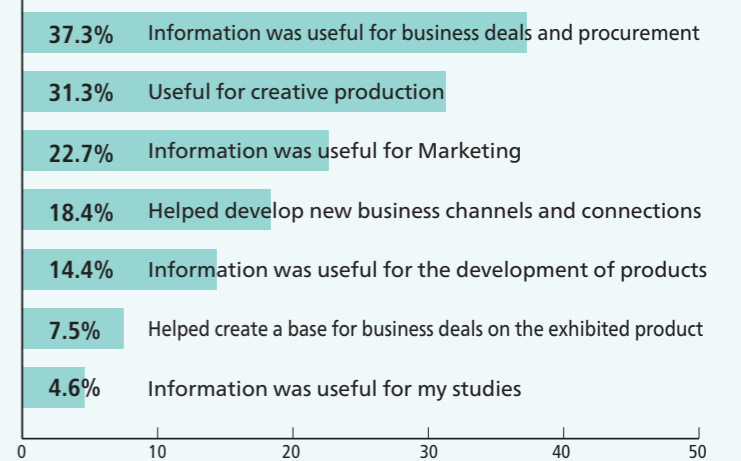 37.3% Information was useful for business deals and procurement
31.3% Useful for creative production
22.7% Information was useful for Marketing
18.4% Helped develop new business channels and connections
14.4% Information was useful for the development of products
7.5% Helped create a base for business deals on the exhibited product
4.6% Information was useful for my studies
0 10 20 30 40 50